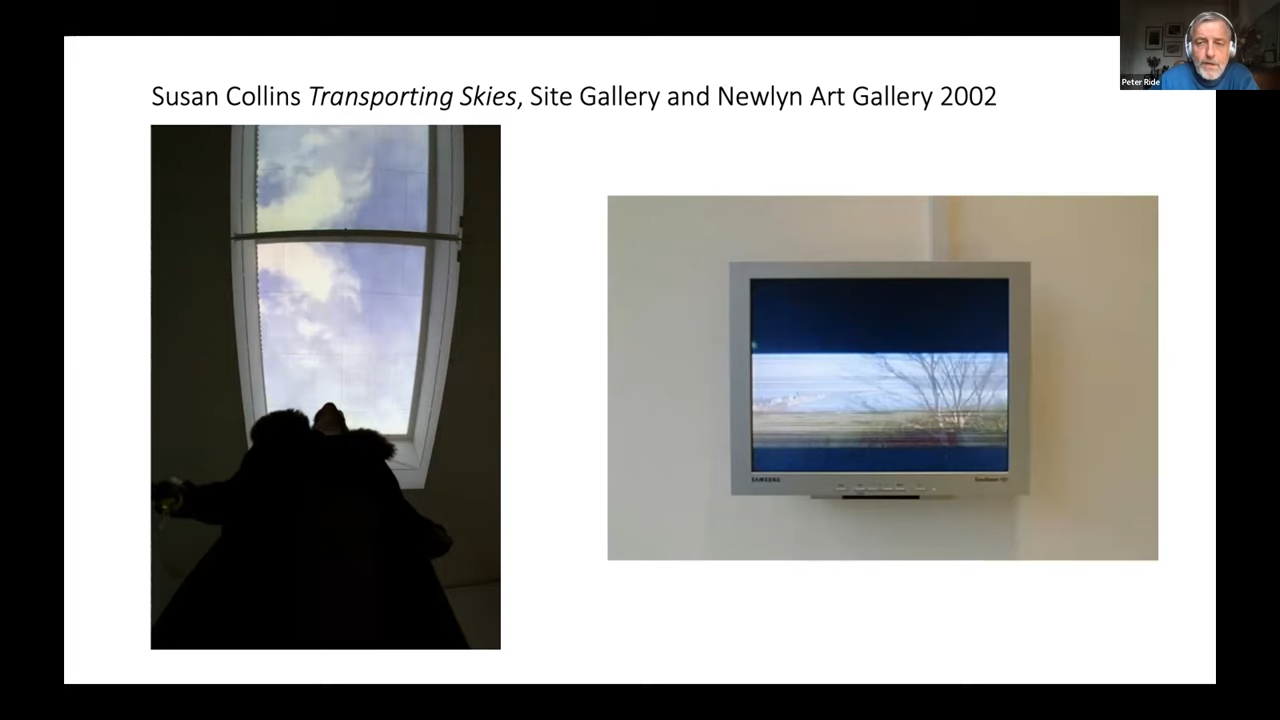 Peter Ride
Susan Collins Transporting Skies, Site Gallery and Newlyn Art Gallery 2002
SAMSUNG